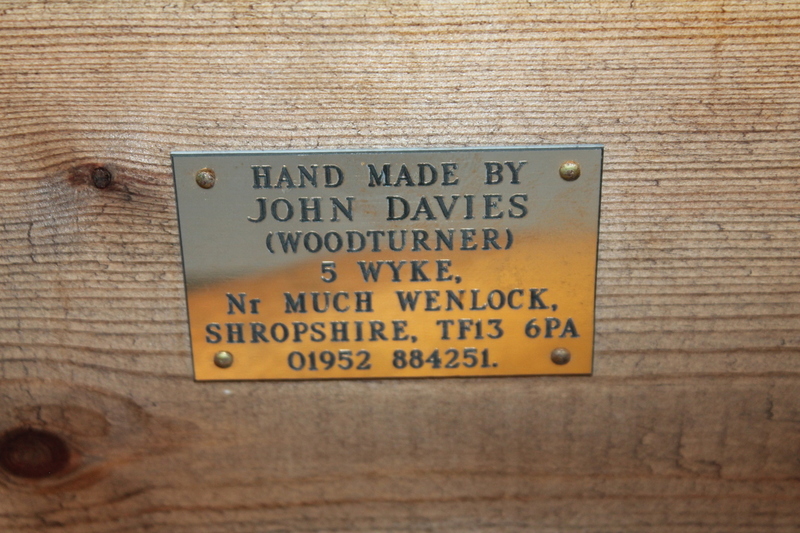 HAND MADE BY
JOHN DAVIES
(WOODTURNER)
5 WYKE,
Nr MUCH WENLOCK,
SHROPSHIRE, TF13 6PA
01952 884251.